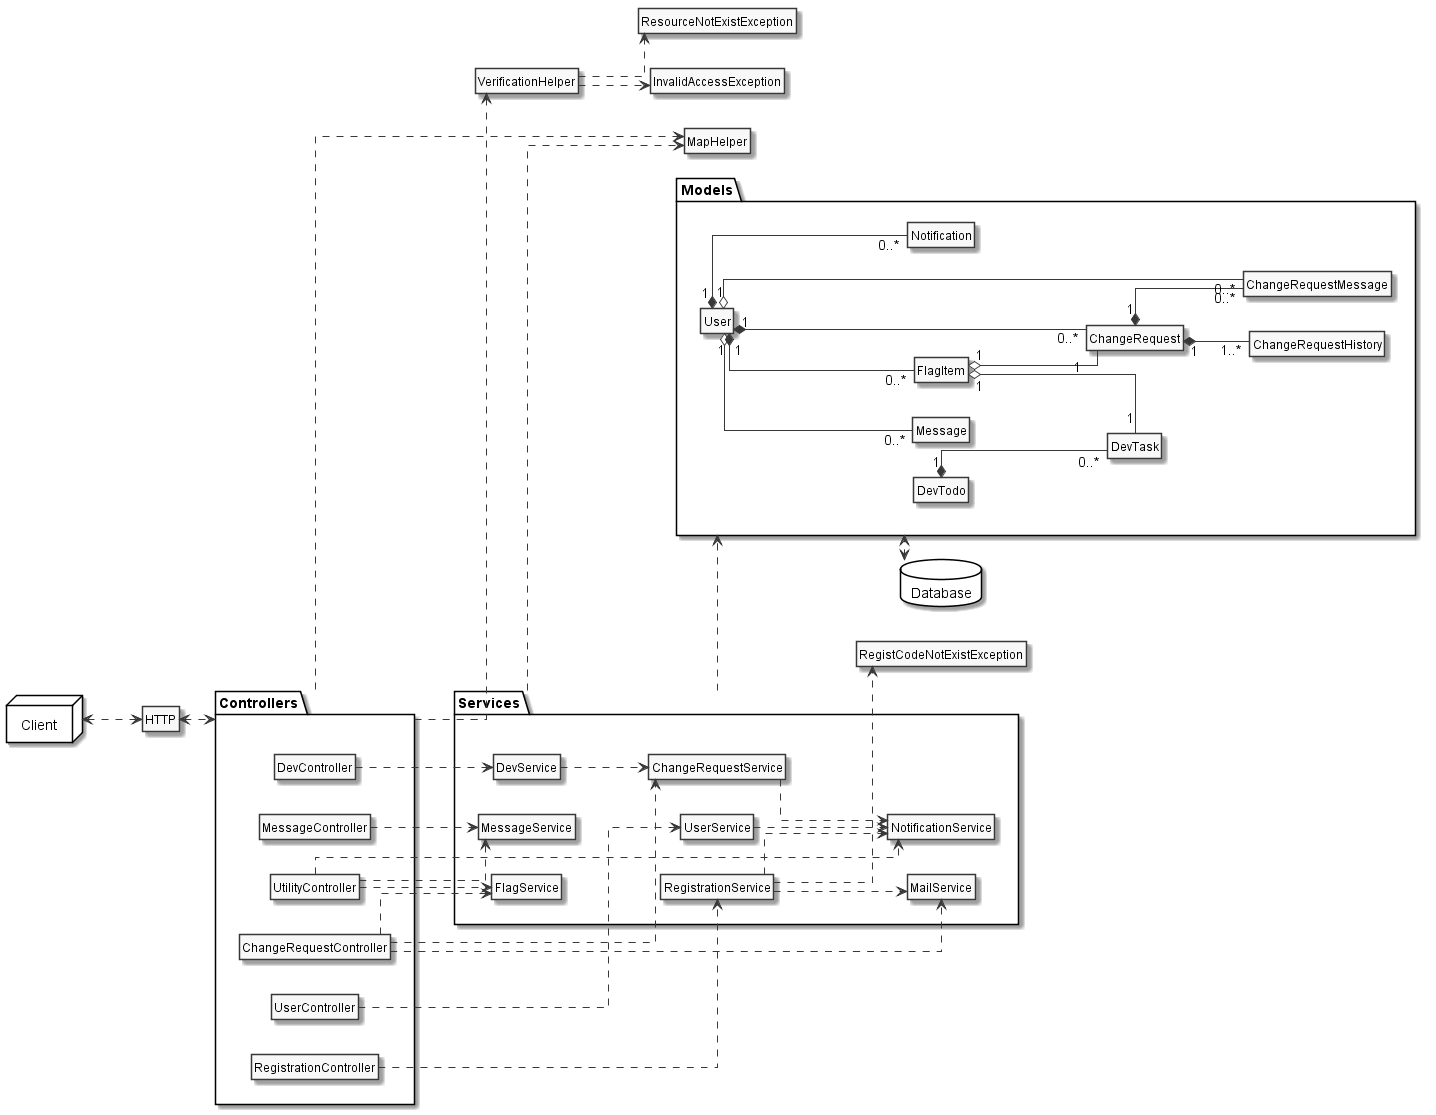 ResourceNotExistException
VerificationHelper
InvalidAccessException
MapHelper
Models
Notification
0..*
1
1
ChangeRequestMessage
0..*
0..*
1
User
1
ChangeRequest
0..*
1
1..*
ChangeRequestHistory
1
1
FlagItem
0..*
1
1
1
1
Message
0..*
DevTask
1
0..*
DevTodo
Database
RegistCodeNotExistException
Client
HTTP
Controllers
Services
DevController
DevService
ChangeRequestService
MessageController
MessageService
UserService
NotificationService
UtilityController
FlagService
RegistrationService
MailService
ChangeRequestController
UserController
RegistrationController